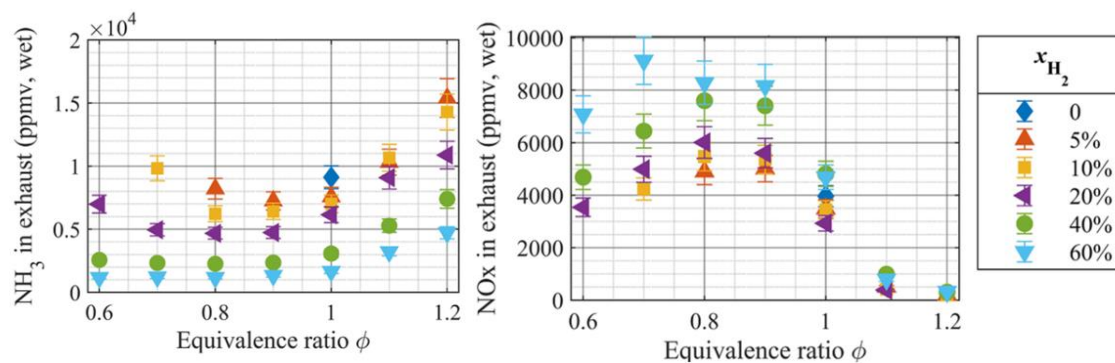 ×10⁴
2
1.5
1
0.5
0
NH₃ in exhaust (ppmv, wet)
0.6 0.8 1 1.2
Equivalence ratio ϕ
10000
8000
6000
4000
2000
0
NOx in exhaust (ppmv, wet)
0.6 0.8 1 1.2
Equivalence ratio ϕ
x_H₂
0
5%
10%
20%
40%
60%